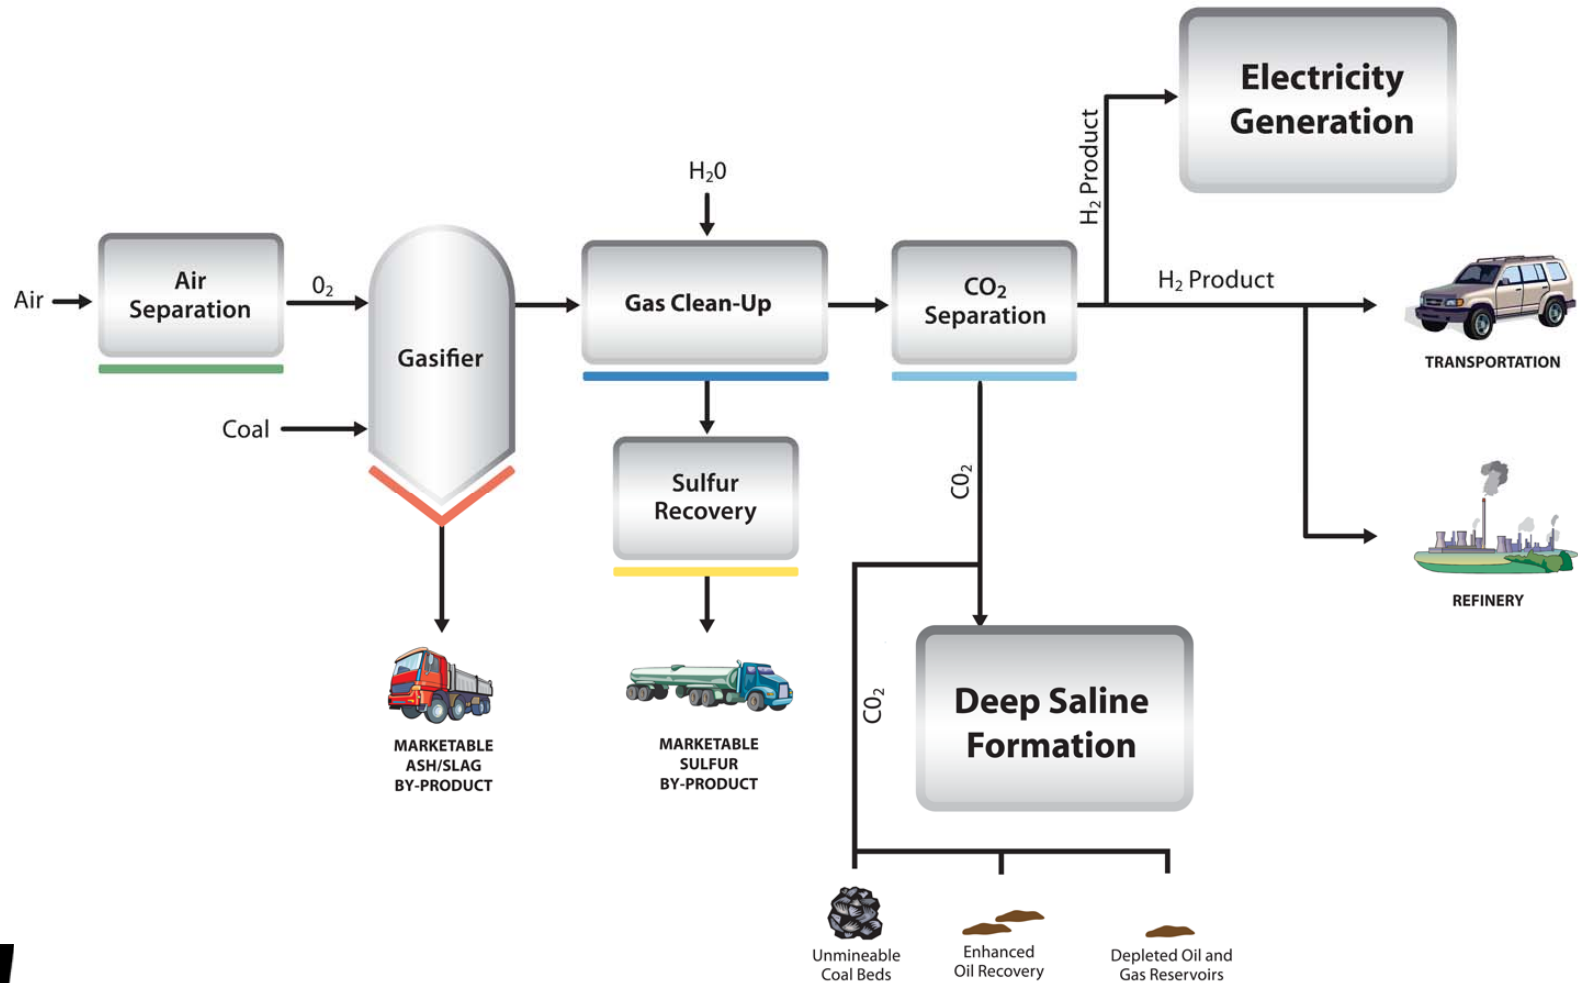 Electricity
Generation
H₂ Product
H₂0
Air
Air
Separation
0₂
Gasifier
Coal
Gas Clean-Up
CO₂
Separation
H₂ Product
TRANSPORTATION
Sulfur
Recovery
C0₂
REFINERY
MARKETABLE
ASH/SLAG
BY-PRODUCT
MARKETABLE
SULFUR
BY-PRODUCT
C0₂
Deep Saline
Formation
Unmineable
Coal Beds
Enhanced
Oil Recovery
Depleted Oil and
Gas Reservoirs